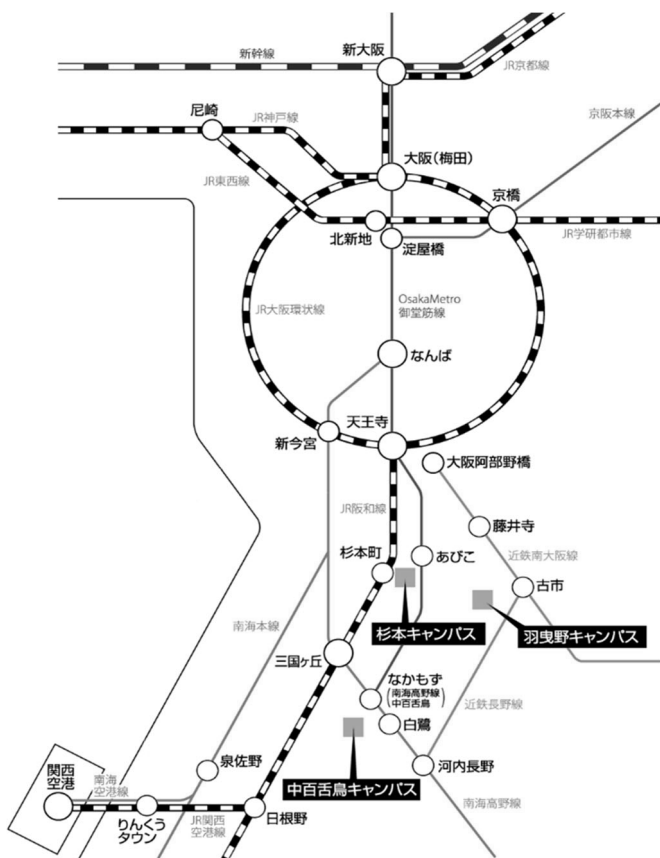 新大阪
新幹線
JR京都線
尼崎
JR神戸線
京阪本線
大阪(梅田)
JR東西線
京橋
北新地
淀屋橋
JR学研都市線
JR大阪環状線
OsakaMetro
御堂筋線
なんば
天王寺
新今宮
大阪阿部野橋
JR阪和線
藤井寺
杉本町
あびこ
近鉄南大阪線
古市
南海本線
杉本キャンパス
羽曳野キャンパス
三国ヶ丘
なかもず
(南海高野線
中百舌鳥)
近鉄長野線
白鷺
泉佐野
河内長野
関西
空港
南海
空港線
中百舌鳥キャンパス
りんくう
タウン
JR関西
空港線
日根野
南海高野線